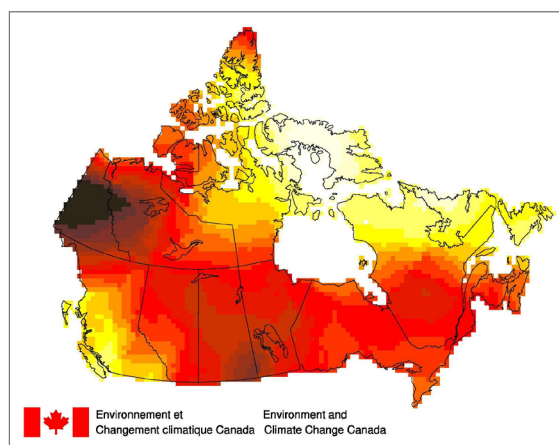 Environnement et
Changement climatique Canada
Environment and
Climate Change Canada